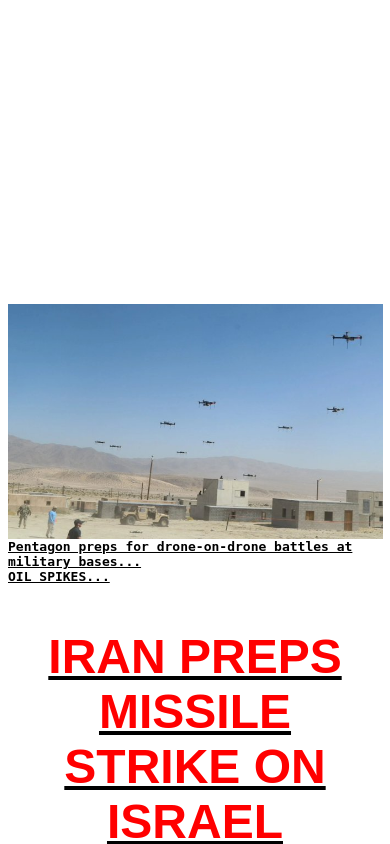 Pentagon preps for drone-on-drone battles at
military bases...
OIL SPIKES...
IRAN PREPS
MISSILE
STRIKE ON
ISRAEL